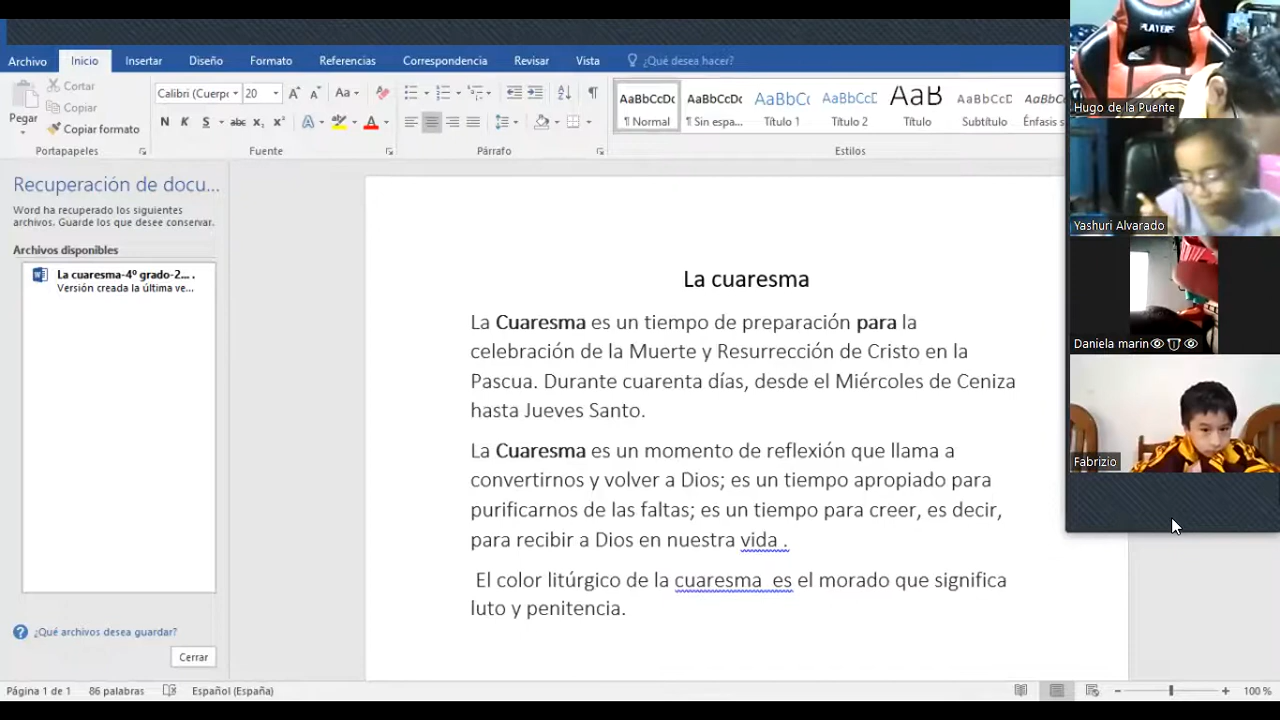 Archivo Inicio Insertar Diseño Formato Referencias Correspondencia Revisar Vista ¿Qué desea hacer?
Pegar
Cortar
Copiar
Copiar formato
Portapapeles
Calibri (Cuerpo 20
Aa
N K S abc x₂ x²
A A
Fuente
Párrafo
AaBbCcDc AaBbCcDc AaBbCc AaBbCcD AaB AaBbCcD AaBbCcD
¶ Normal ¶ Sin espa... Título 1 Título 2 Título Subtítulo Énfasis s
Estilos
Recuperación de docu...
Word ha recuperado los siguientes
archivos. Guarde los que desee conservar.
Archivos disponibles
La cuaresma-4º grado-2... .
Versión creada la última ve...
¿Qué archivos desea guardar?
Cerrar
La cuaresma
La Cuaresma es un tiempo de preparación para la
celebración de la Muerte y Resurrección de Cristo en la
Pascua. Durante cuarenta días, desde el Miércoles de Ceniza
hasta Jueves Santo.
La Cuaresma es un momento de reflexión que llama a
convertirnos y volver a Dios; es un tiempo apropiado para
purificarnos de las faltas; es un tiempo para creer, es decir,
para recibir a Dios en nuestra vida .
El color litúrgico de la cuaresma  es el morado que significa
luto y penitencia.
PLAYERS
Hugo de la Puente
Yashuri Alvarado
Daniela marin
Fabrizio
Página 1 de 1 86 palabras Español (España) 100 %